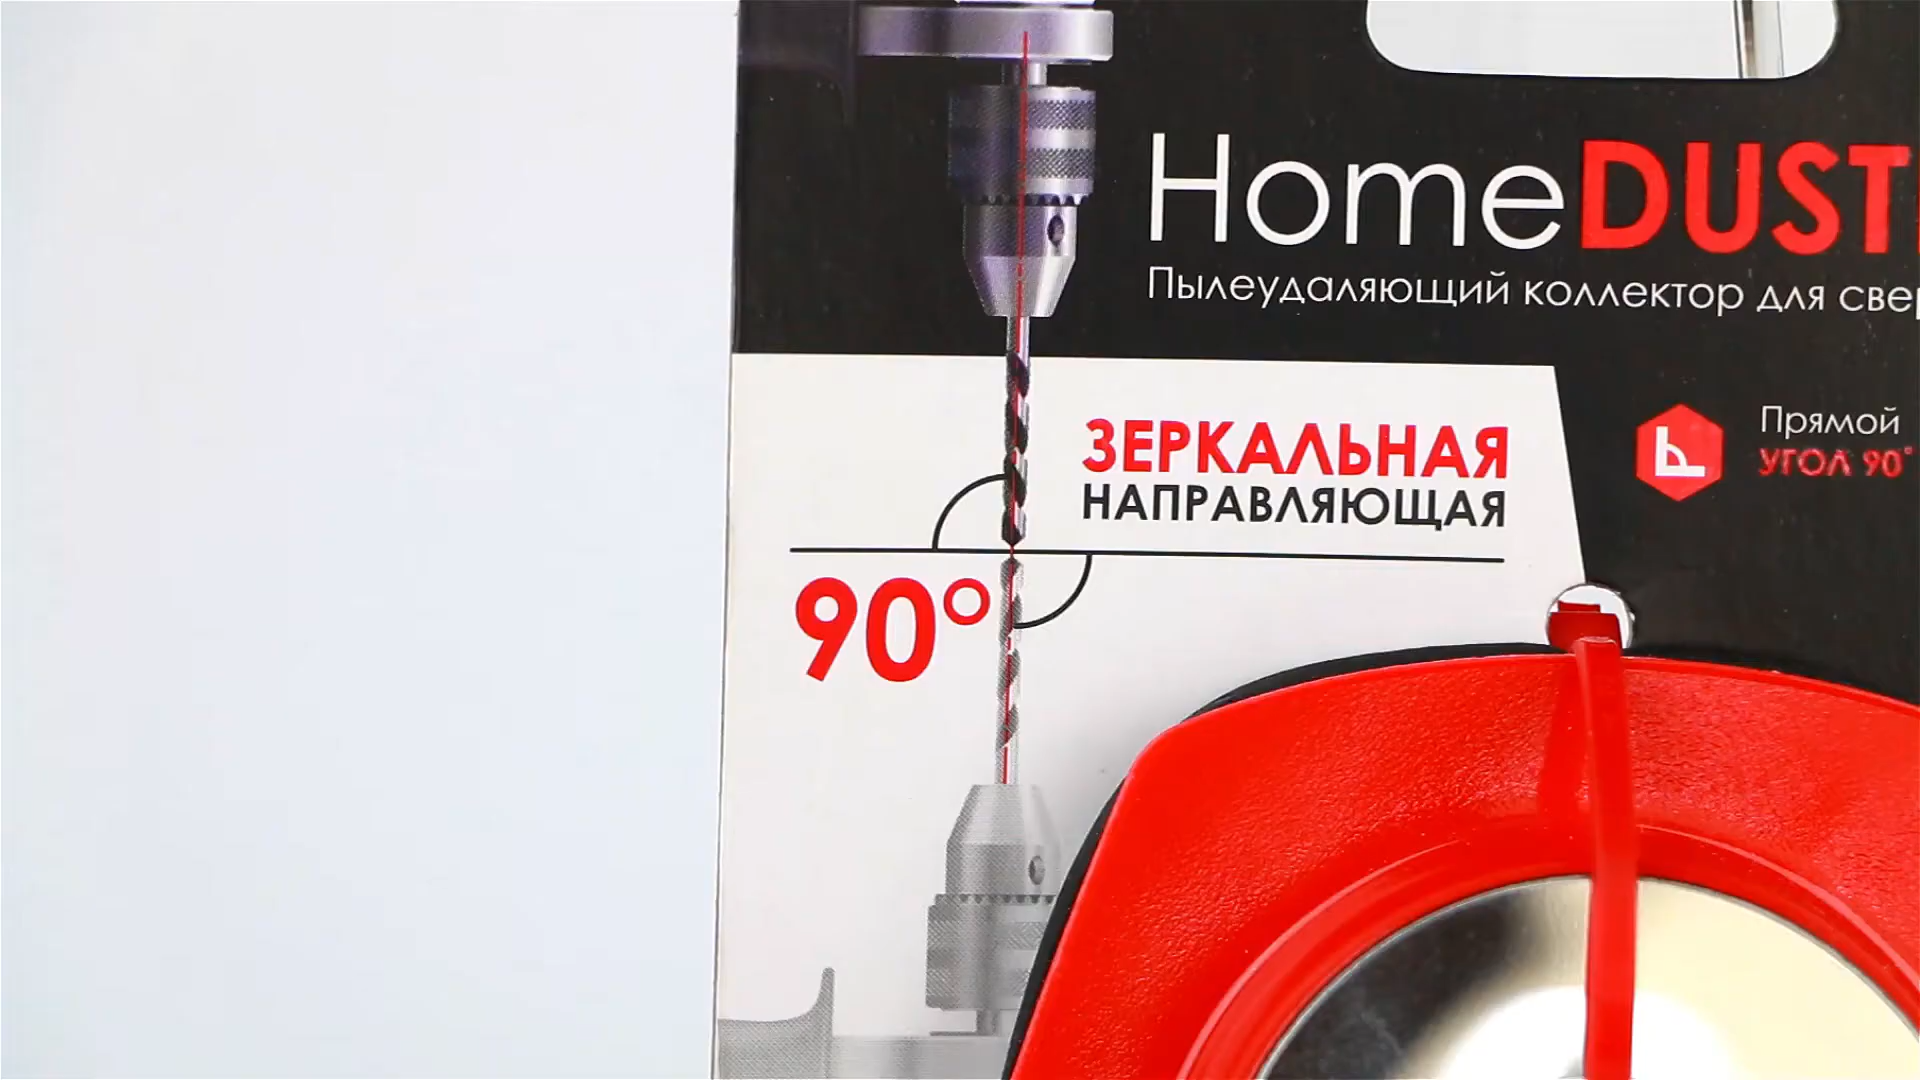 HomeDUST
Пылеудаляющий коллектор для свер
ЗЕРКАЛЬНАЯ
НАПРАВЛЯЮЩАЯ
90°
Прямой
УГОЛ 90°